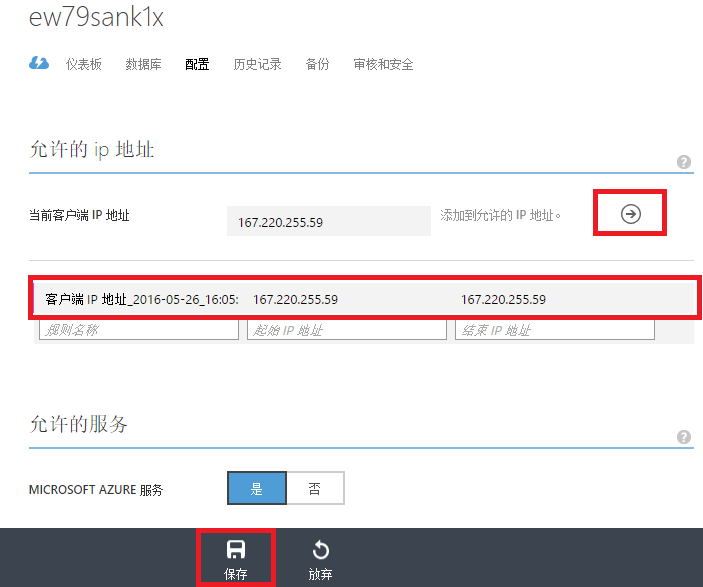 ew79sank1x
仪表板 数据库 配置 历史记录 备份 审核和安全
允许的 ip 地址
?
当前客户端 IP 地址 167.220.255.59 添加到允许的 IP 地址。
客户端 IP 地址_2016-05-26_16:05: 167.220.255.59 167.220.255.59
规则名称 起始 IP 地址 结束 IP 地址
允许的服务
?
MICROSOFT AZURE 服务 是 否
保存 放弃